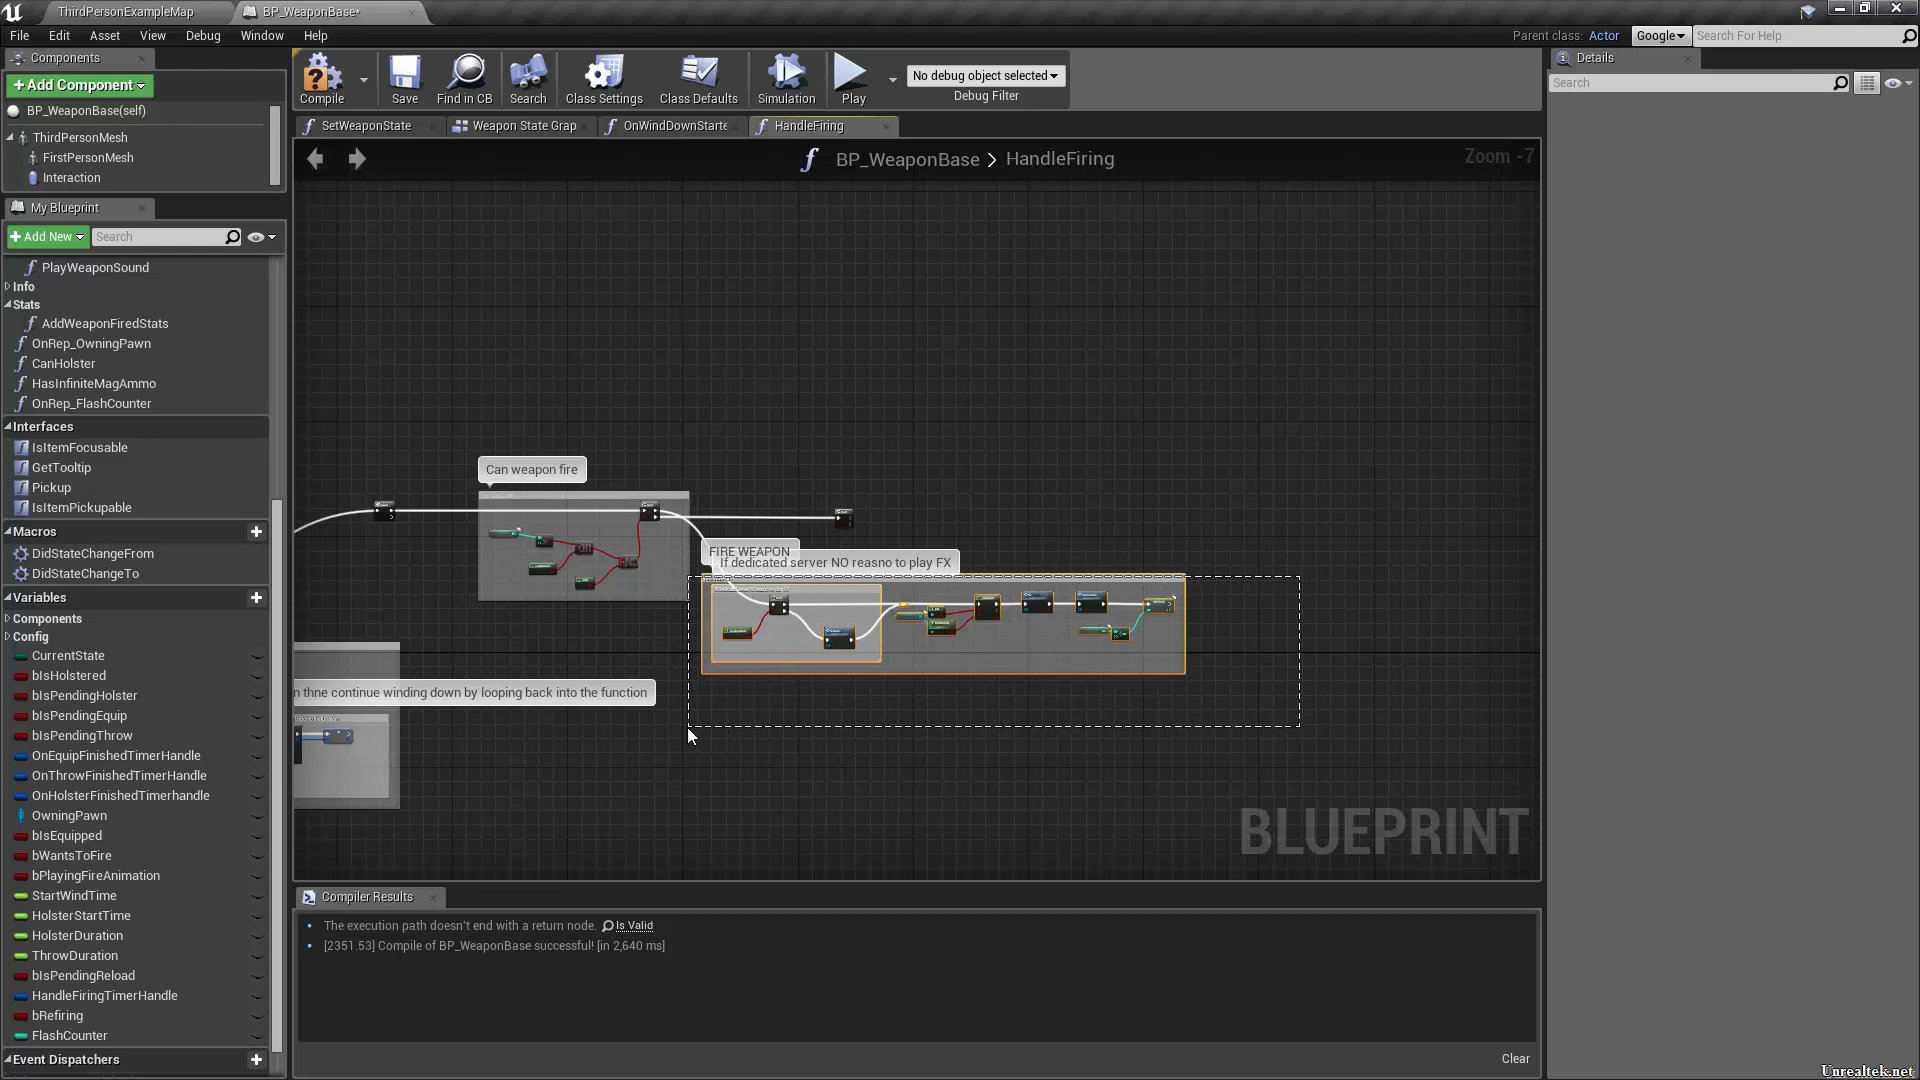 ThirdPersonExampleMap
BP_WeaponBase*
File
Edit
Asset
View
Debug
Window
Help
Parent class: Actor
Google
Search For Help
Components
Add Component
BP_WeaponBase(self)
ThirdPersonMesh
FirstPersonMesh
Interaction
My Blueprint
Add New
Search
PlayWeaponSound
Info
Stats
AddWeaponFiredStats
OnRep_OwningPawn
CanHolster
HasInfiniteMagAmmo
OnRep_FlashCounter
Interfaces
IsItemFocusable
GetTooltip
Pickup
IsItemPickupable
Macros
DidStateChangeFrom
DidStateChangeTo
Variables
Components
Config
CurrentState
bIsHolstered
bIsPendingHolster
bIsPendingEquip
bIsPendingThrow
OnEquipFinishedTimerHandle
OnThrowFinishedTimerHandle
OnHolsterFinishedTimerhandle
OwningPawn
bIsEquipped
bWantsToFire
bPlayingFireAnimation
StartWindTime
HolsterStartTime
HolsterDuration
ThrowDuration
bIsPendingReload
HandleFiringTimerHandle
bRefiring
FlashCounter
Event Dispatchers
Compile
Save
Find in CB
Search
Class Settings
Class Defaults
Simulation
Play
No debug object selected
Debug Filter
SetWeaponState
Weapon State Grap
OnWindDownStarte
HandleFiring
BP_WeaponBase > HandleFiring
Zoom -7
Can weapon fire
FIRE WEAPON
If dedicated server NO reasno to play FX
n thne continue winding down by looping back into the function
BLUEPRINT
Compiler Results
The execution path doesn't end with a return node. Is Valid
[2351.53] Compile of BP_WeaponBase successful! [in 2,640 ms]
Clear
Details
Search
Unrealtek.net